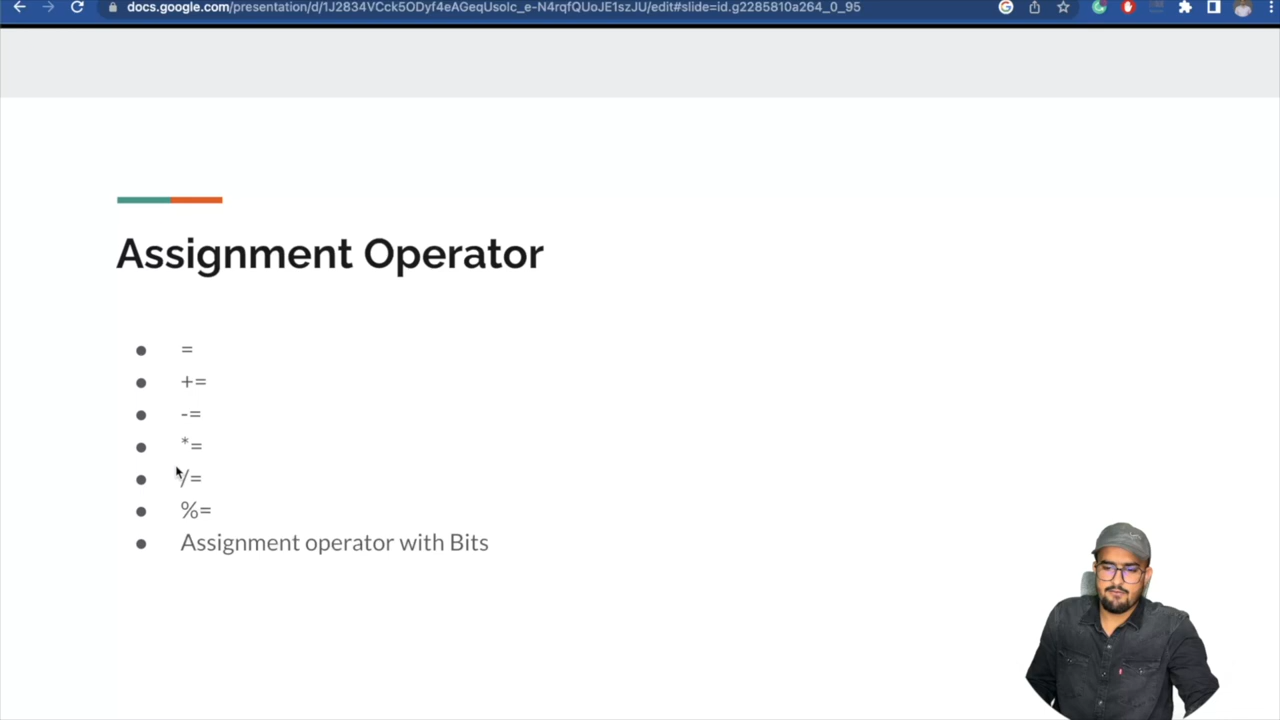 docs.google.com/presentation/d/1J2834VCck5ODyf4eAGeqUsolc_e-N4rqfQUoJE1szJU/edit#slide=id.g2285810a264_0_95
Assignment Operator
=
+=
-=
*=
/=
%=
Assignment operator with Bits